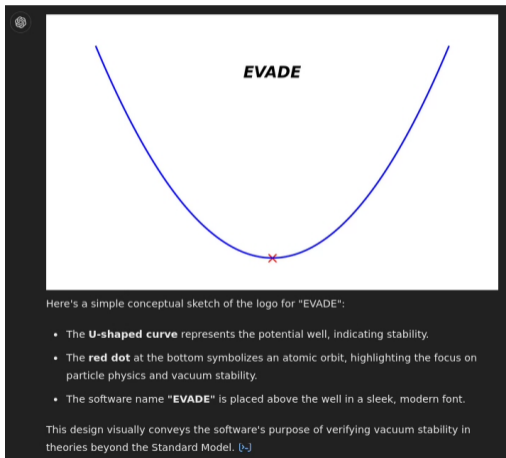 EVADE
Here's a simple conceptual sketch of the logo for "EVADE":
• The U-shaped curve represents the potential well, indicating stability.
• The red dot at the bottom symbolizes an atomic orbit, highlighting the focus on
particle physics and vacuum stability.
• The software name "EVADE" is placed above the well in a sleek, modern font.
This design visually conveys the software's purpose of verifying vacuum stability in
theories beyond the Standard Model. [>-]